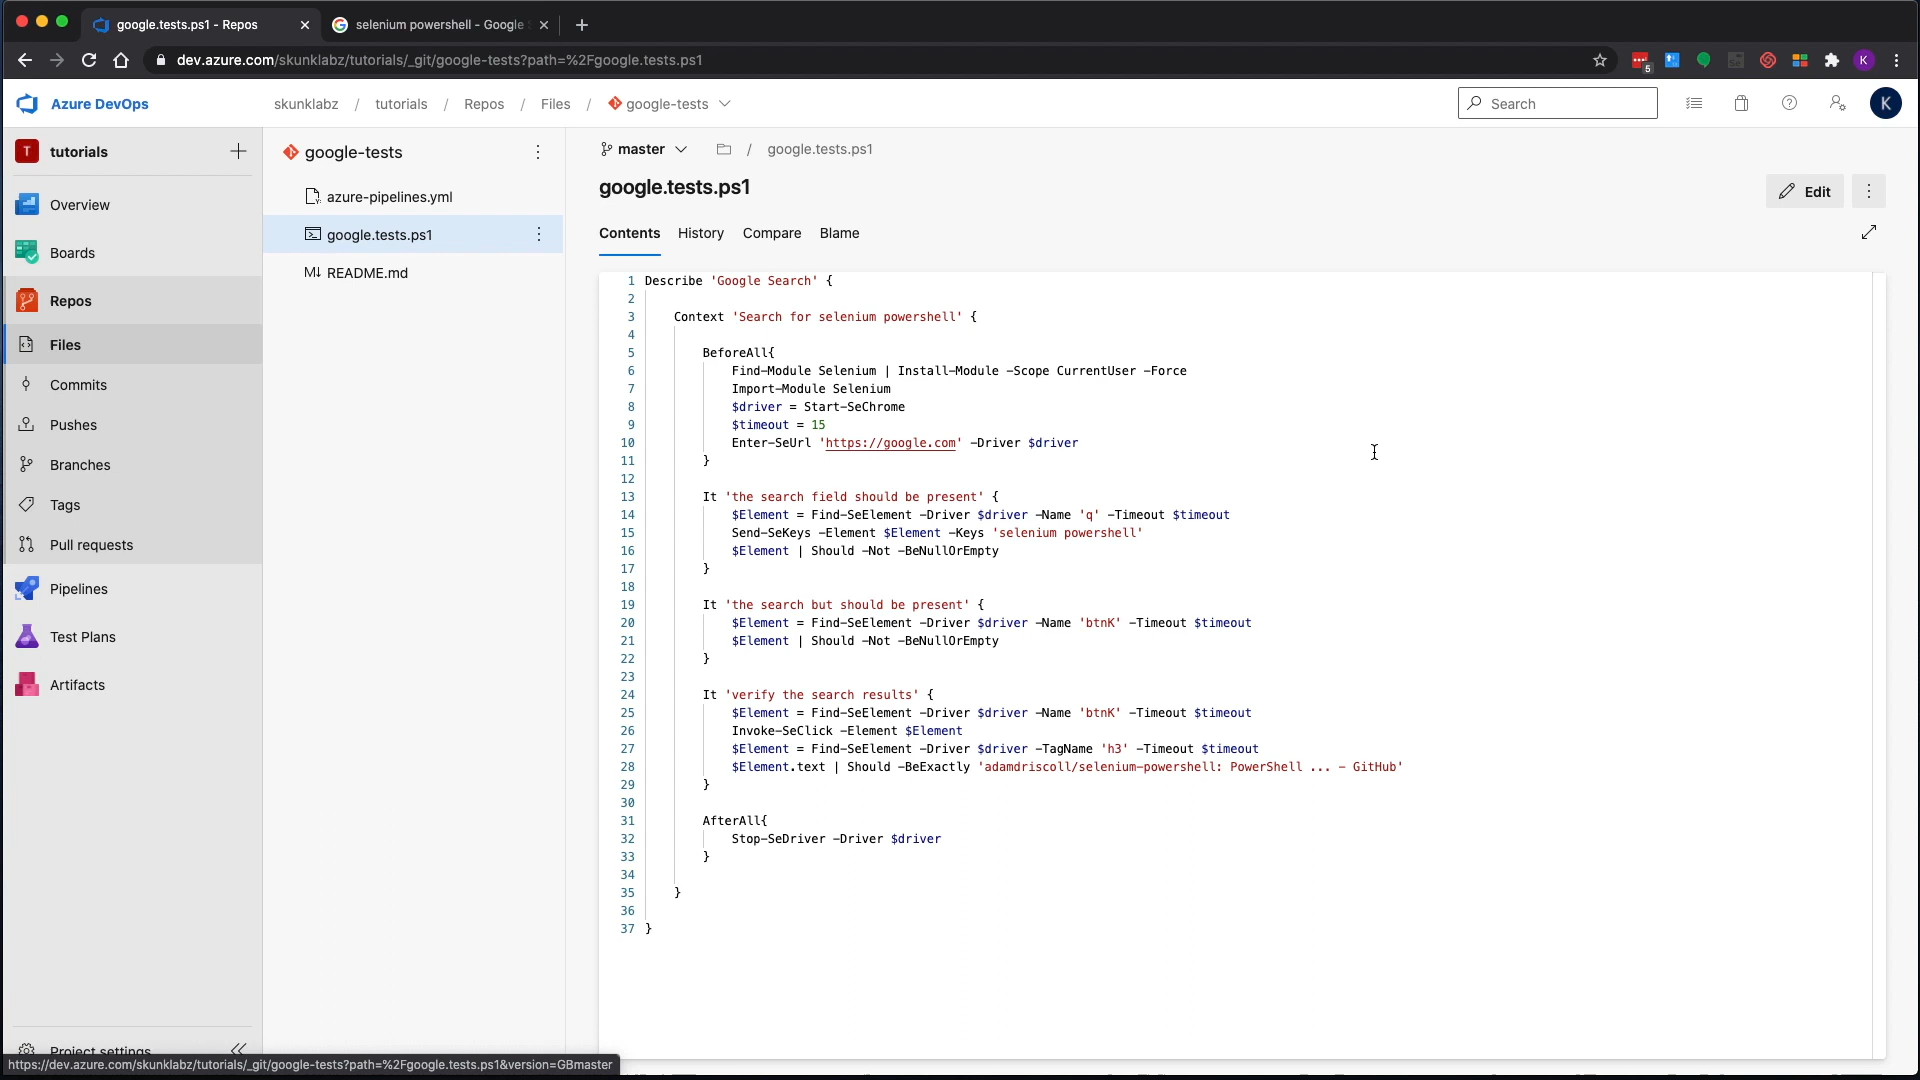 google.tests.ps1 - Repos
selenium powershell - Google
dev.azure.com/skunklabz/tutorials/_git/google-tests?path=%2Fgoogle.tests.ps1
5
K
Azure DevOps
skunklabz / tutorials / Repos / Files / google-tests
Search
K
T tutorials
Overview
Boards
Repos
Files
Commits
Pushes
Branches
Tags
Pull requests
Pipelines
Test Plans
Artifacts
Project settings
google-tests
azure-pipelines.yml
google.tests.ps1
M↓ README.md
master / google.tests.ps1
google.tests.ps1
Edit
Contents History Compare Blame
1 Describe 'Google Search' {
2
3 Context 'Search for selenium powershell' {
4
5 BeforeAll{
6 Find-Module Selenium | Install-Module -Scope CurrentUser -Force
7 Import-Module Selenium
8 $driver = Start-SeChrome
9 $timeout = 15
10 Enter-SeUrl 'https://google.com' -Driver $driver
11 }
12
13 It 'the search field should be present' {
14 $Element = Find-SeElement -Driver $driver -Name 'q' -Timeout $timeout
15 Send-SeKeys -Element $Element -Keys 'selenium powershell'
16 $Element | Should -Not -BeNullOrEmpty
17 }
18
19 It 'the search but should be present' {
20 $Element = Find-SeElement -Driver $driver -Name 'btnK' -Timeout $timeout
21 $Element | Should -Not -BeNullOrEmpty
22 }
23
24 It 'verify the search results' {
25 $Element = Find-SeElement -Driver $driver -Name 'btnK' -Timeout $timeout
26 Invoke-SeClick -Element $Element
27 $Element = Find-SeElement -Driver $driver -TagName 'h3' -Timeout $timeout
28 $Element.text | Should -BeExactly 'adamdriscoll/selenium-powershell: PowerShell ... - GitHub'
29 }
30
31 AfterAll{
32 Stop-SeDriver -Driver $driver
33 }
34
35 }
36
37 }
https://dev.azure.com/skunklabz/tutorials/_git/google-tests?path=%2Fgoogle.tests.ps1&version=GBmaster